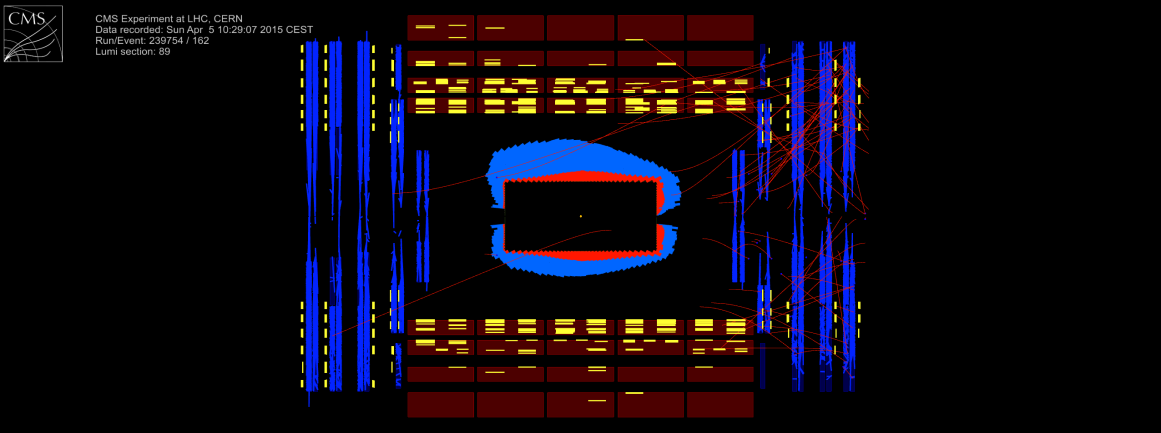 CMS
CMS Experiment at LHC, CERN
Data recorded: Sun Apr  5 10:29:07 2015 CEST
Run/Event: 239754 / 162
Lumi section: 89